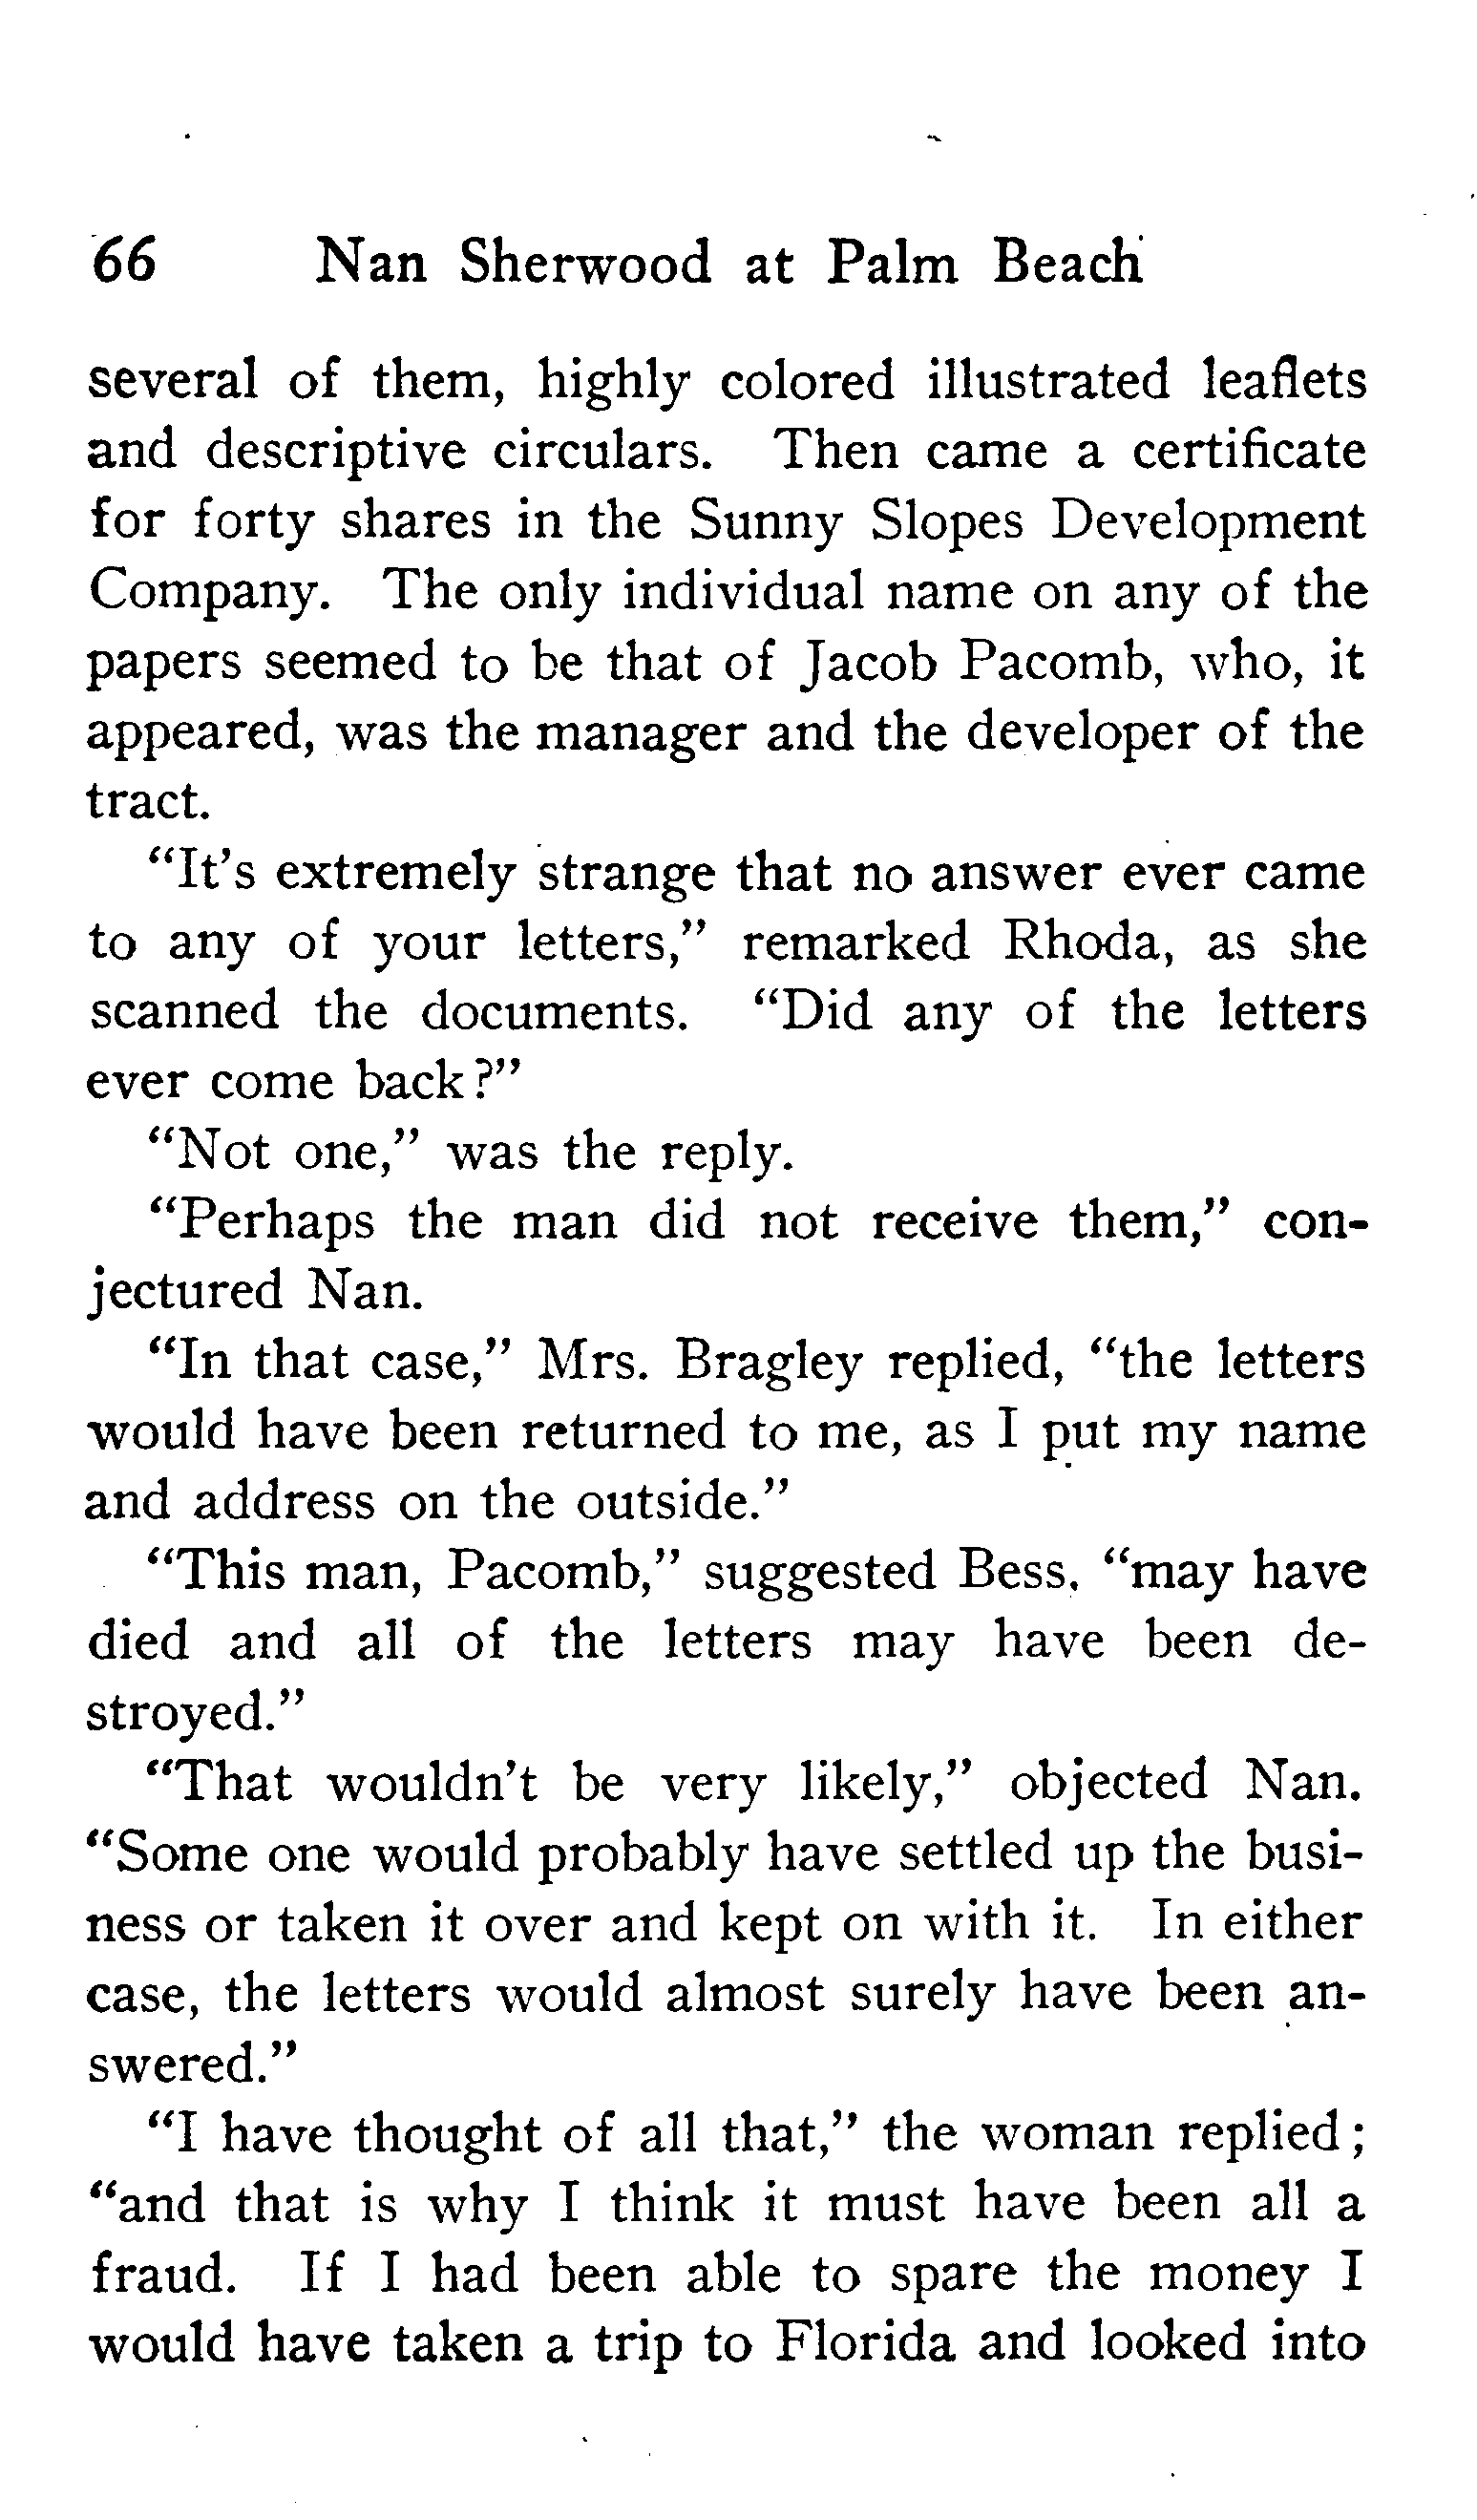 66 Nan Sherwood at Palm Beach
several of them, highly colored illustrated leaflets
and descriptive circulars. Then came a certificate
for forty shares in the Sunny Slopes Development
Company. The only individual name on any of the
papers seemed to be that of Jacob Pacomb, who, it
appeared, was the manager and the developer of the
tract.
"It's extremely strange that no answer ever came
to any of your letters," remarked Rhoda, as she
scanned the documents. "Did any of the letters
ever come back?"
"Not one," was the reply.
"Perhaps the man did not receive them," con-
jectured Nan.
"In that case," Mrs. Bragley replied, "the letters
would have been returned to me, as I put my name
and address on the outside."
"This man, Pacomb," suggested Bess, "may have
died and all of the letters may have been de-
stroyed."
"That wouldn't be very likely," objected Nan.
"Some one would probably have settled up the busi-
ness or taken it over and kept on with it. In either
case, the letters would almost surely have been an-
swered."
"I have thought of all that," the woman replied;
"and that is why I think it must have been all a
fraud. If I had been able to spare the money I
would have taken a trip to Florida and looked into